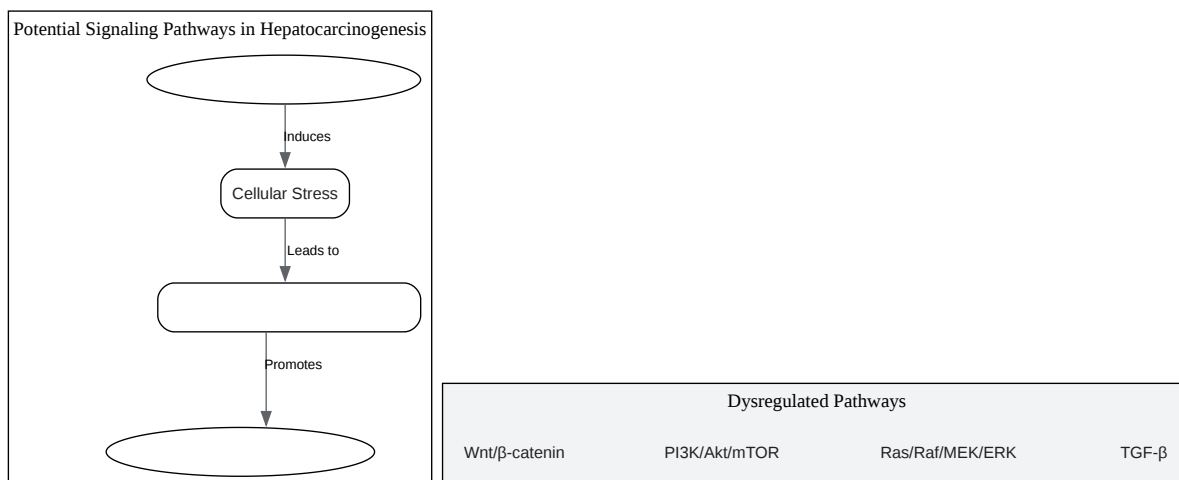 Potential Signaling Pathways in Hepatocarcinogenesis
Induces
Cellular Stress
Leads to
Promotes
Dysregulated Pathways
Wnt/β-catenin PI3K/Akt/mTOR Ras/Raf/MEK/ERK TGF-β